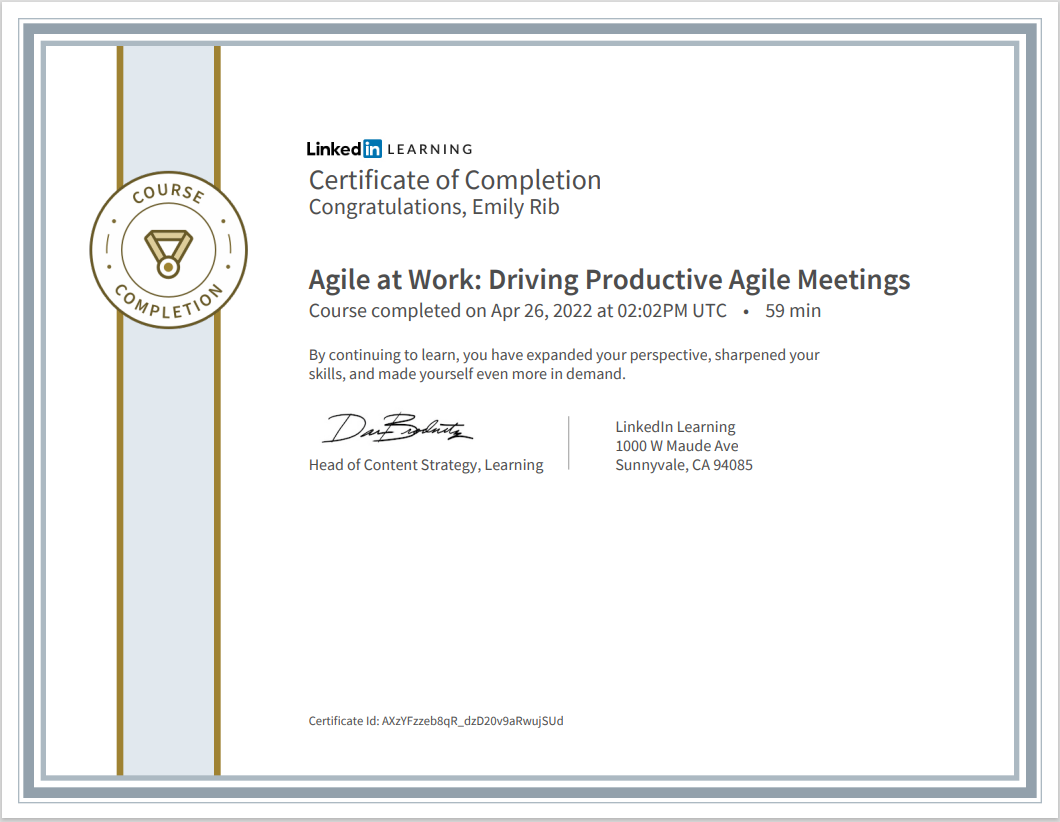 COURSE
COMPLETION
Linked in LEARNING
Certificate of Completion
Congratulations, Emily Rib
Agile at Work: Driving Productive Agile Meetings
Course completed on Apr 26, 2022 at 02:02PM UTC • 59 min
By continuing to learn, you have expanded your perspective, sharpened your
skills, and made yourself even more in demand.
Head of Content Strategy, Learning
LinkedIn Learning
1000 W Maude Ave
Sunnyvale, CA 94085
Certificate Id: AXzYFzzeb8qR_dzD20v9aRwujSUd